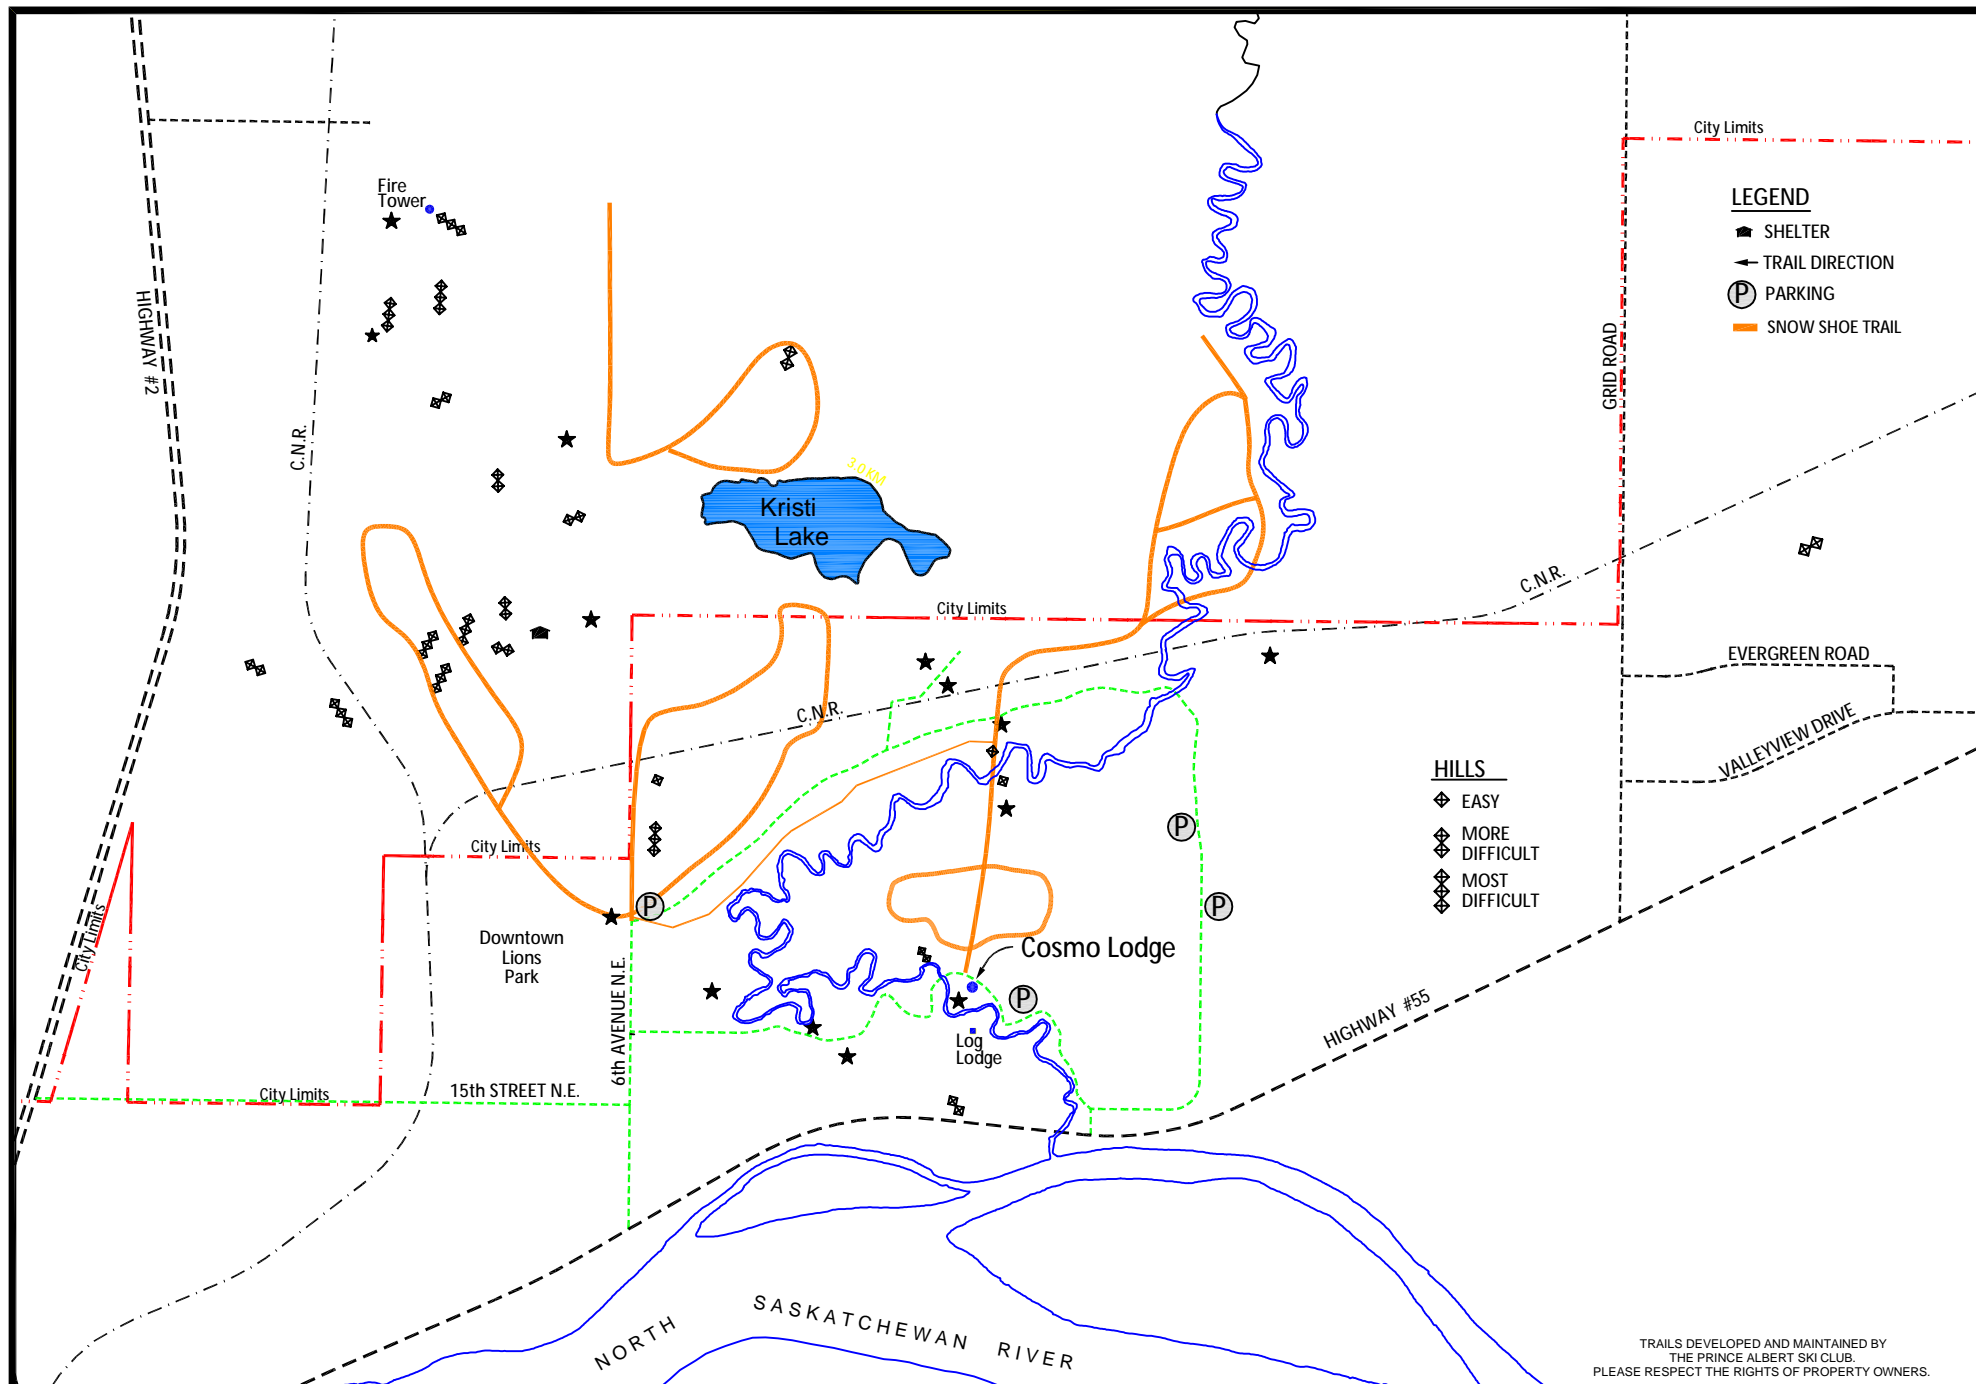 City Limits
Fire
Tower
LEGEND
SHELTER
TRAIL DIRECTION
P PARKING
SNOW SHOE TRAIL
HIGHWAY #2
C.N.R.
GRID ROAD
3.0 KM
Kristi
Lake
C.N.R.
City Limits
EVERGREEN ROAD
C.N.R.
VALLEYVIEW DRIVE
HILLS
EASY
MORE
DIFFICULT
MOST
DIFFICULT
P
City Limits
P
P
City Limits
Downtown
Lions
Park
Cosmo Lodge
6th AVENUE N.E.
P
HIGHWAY #55
Log
Lodge
City Limits
15th STREET N.E.
NORTH SASKATCHEWAN RIVER
TRAILS DEVELOPED AND MAINTAINED BY
THE PRINCE ALBERT SKI CLUB.
PLEASE RESPECT THE RIGHTS OF PROPERTY OWNERS.